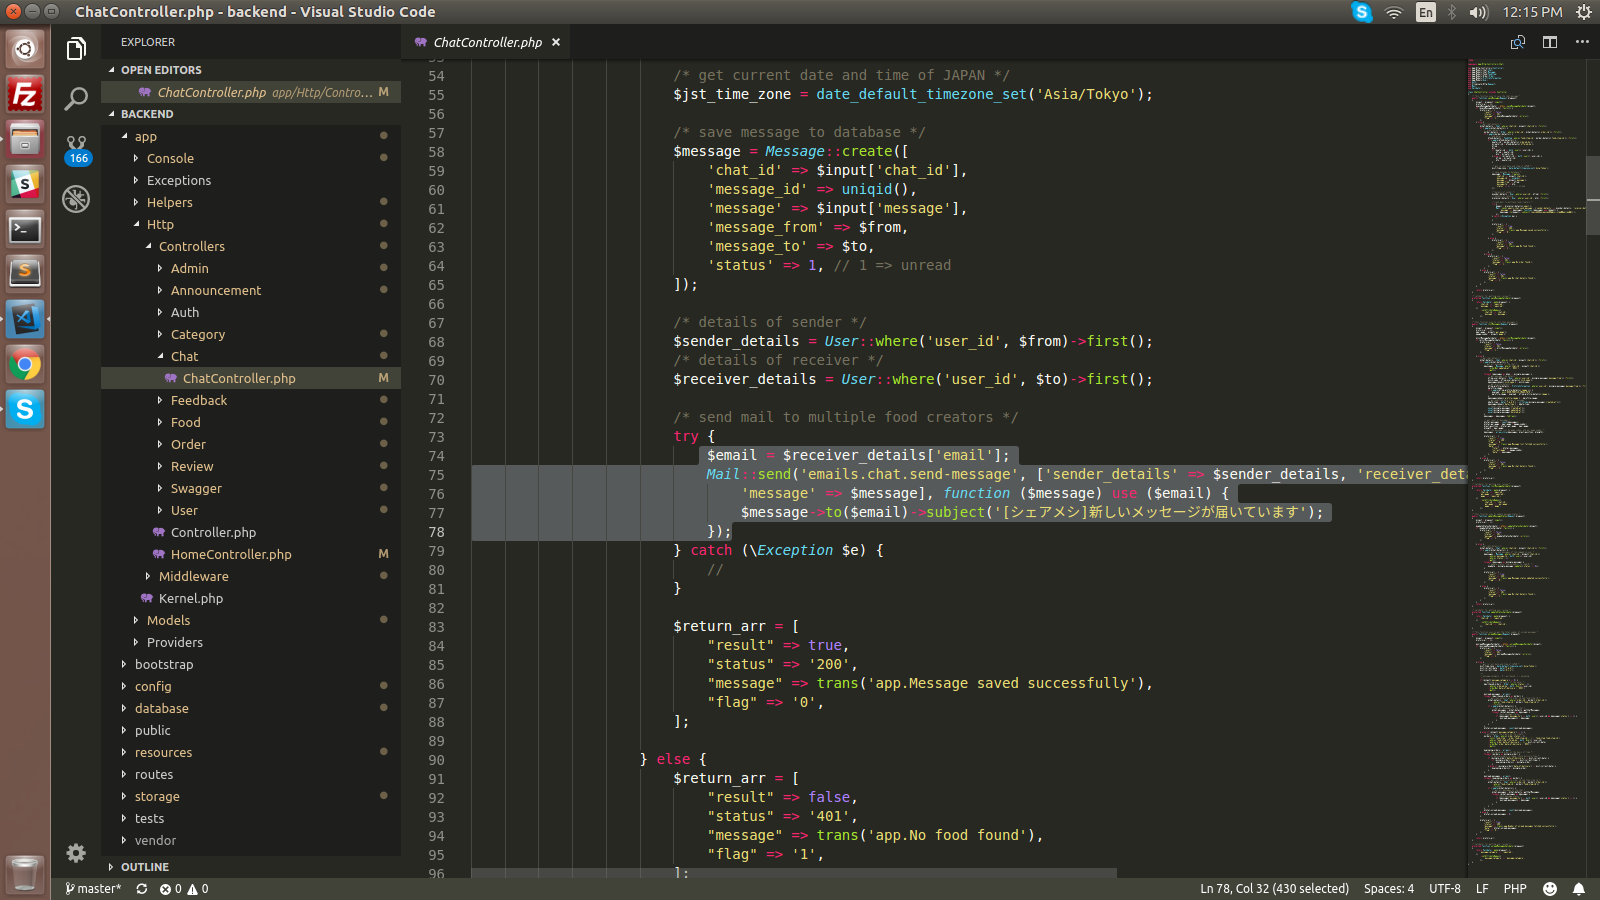 ChatController.php - backend - Visual Studio Code
En
12:15 PM
EXPLORER
OPEN EDITORS
ChatController.php app/Http/Contro... M
BACKEND
app
Console
Exceptions
Helpers
Http
Controllers
Admin
Announcement
Auth
Category
Chat
ChatController.php M
Feedback
Food
Order
Review
Swagger
User
Controller.php
HomeController.php M
Middleware
Kernel.php
Models
Providers
bootstrap
config
database
public
resources
routes
storage
tests
vendor
OUTLINE
166
ChatController.php ×
54 /* get current date and time of JAPAN */
55 $jst_time_zone = date_default_timezone_set('Asia/Tokyo');
56
57 /* save message to database */
58 $message = Message::create([
59 'chat_id' => $input['chat_id'],
60 'message_id' => uniqid(),
61 'message' => $input['message'],
62 'message_from' => $from,
63 'message_to' => $to,
64 'status' => 1, // 1 => unread
65 ]);
66
67 /* details of sender */
68 $sender_details = User::where('user_id', $from)->first();
69 /* details of receiver */
70 $receiver_details = User::where('user_id', $to)->first();
71
72 /* send mail to multiple food creators */
73 try {
74 $email = $receiver_details['email'];
75 Mail::send('emails.chat.send-message', ['sender_details' => $sender_details, 'receiver_deta
76 'message' => $message], function ($message) use ($email) {
77 $message->to($email)->subject('[シェアメシ]新しいメッセージが届いています');
78 });
79 } catch (\Exception $e) {
80 //
81 }
82
83 $return_arr = [
84 "result" => true,
85 "status" => '200',
86 "message" => trans('app.Message saved successfully'),
87 "flag" => '0',
88 ];
89
90 } else {
91 $return_arr = [
92 "result" => false,
93 "status" => '401',
94 "message" => trans('app.No food found'),
95 "flag" => '1',
96 ];
master* 0 0
Ln 78, Col 32 (430 selected) Spaces: 4 UTF-8 LF PHP